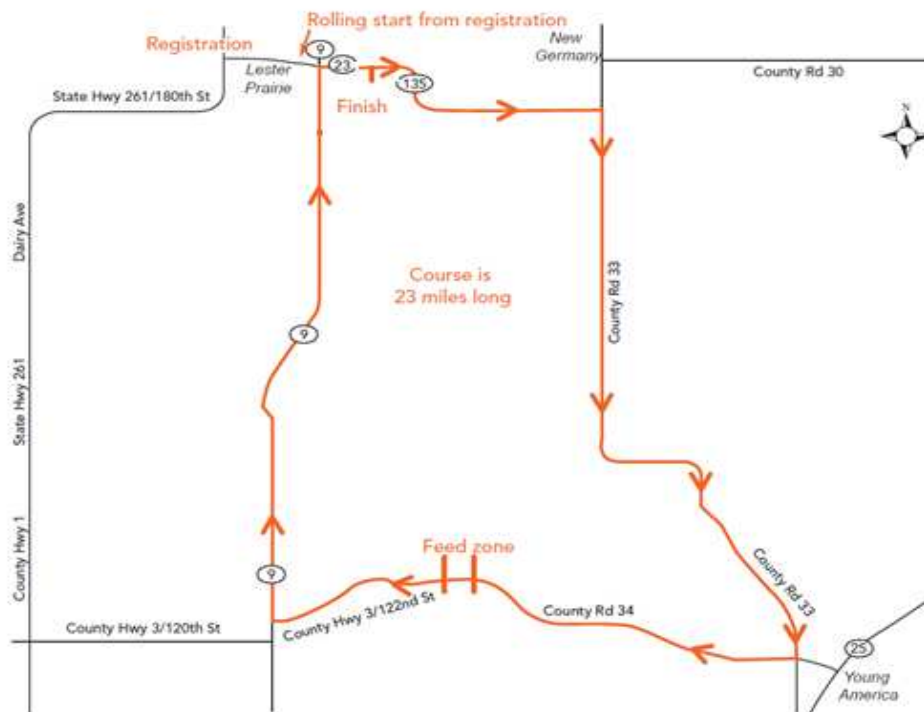 Rolling start from registration
Registration
9
23
New
Germany
N
Lester
Prairie
135
County Rd 30
State Hwy 261/180th St
Finish
Dairy Ave
Course is
23 miles long
County Rd 33
9
State Hwy 261
Feed zone
County Hwy 1
9
County Rd 33
County Hwy 3/122nd St
County Rd 34
County Hwy 3/120th St
25
Young
America